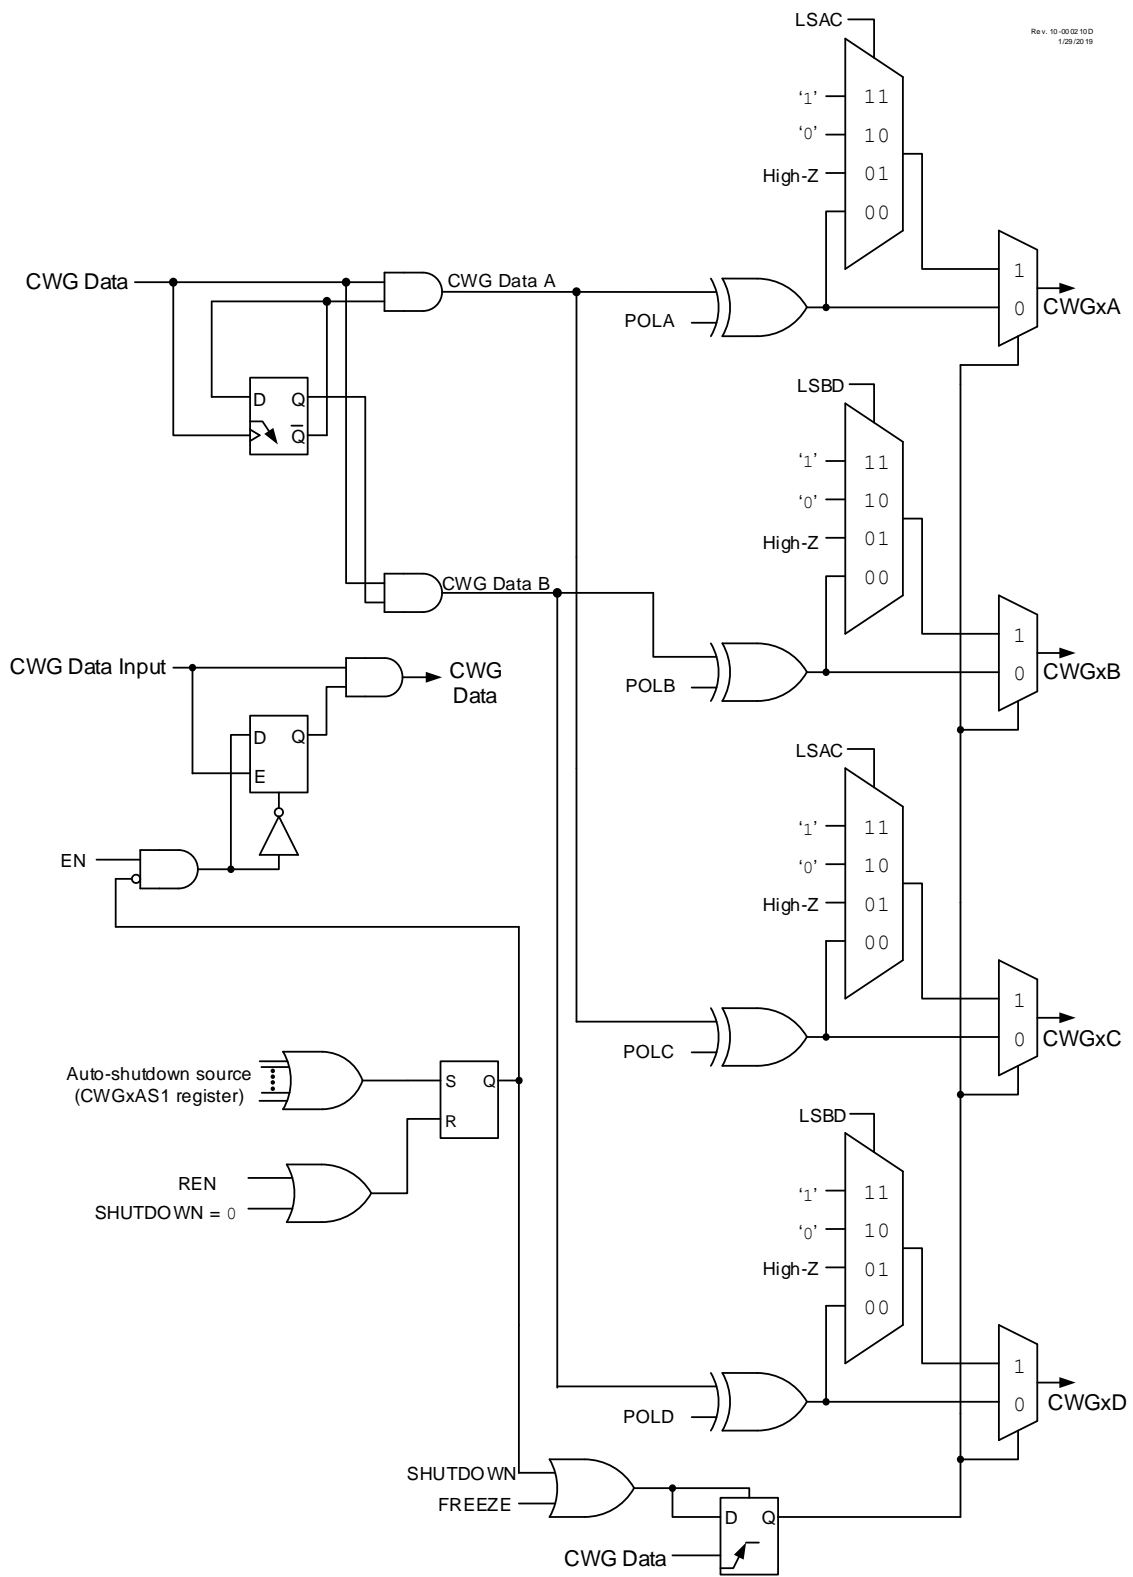 LSAC
Rev. 10-000210D
1/29/2019
‘1’
11
‘0’
10
High-Z
01
00
CWG Data
CWG Data A
POLA
1
0
CWGxA
D
Q
Q
LSBD
‘1’
11
‘0’
10
High-Z
01
00
CWG Data B
POLB
1
0
CWGxB
CWG Data Input
CWG
Data
D
Q
E
EN
LSAC
‘1’
11
‘0’
10
High-Z
01
00
POLC
1
0
CWGxC
Auto-shutdown source
(CWGxAS1 register)
S
Q
R
REN
SHUTDOWN = 0
LSBD
‘1’
11
‘0’
10
High-Z
01
00
POLD
1
0
CWGxD
SHUTDOWN
FREEZE
D
Q
CWG Data